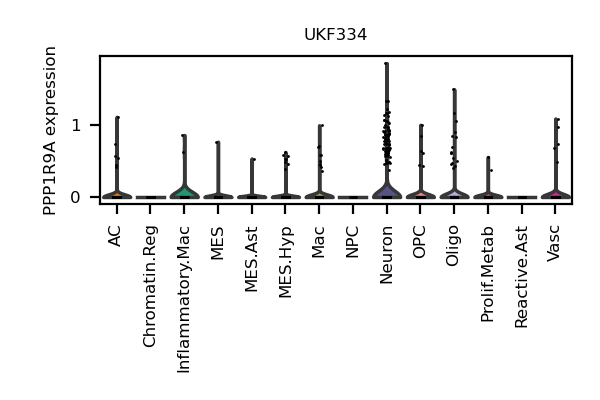 UKF334
PPP1R9A expression
1
0
AC
Chromatin.Reg
Inflammatory.Mac
MES
MES.Ast
MES.Hyp
Mac
NPC
Neuron
OPC
Oligo
Prolif.Metab
Reactive.Ast
Vasc